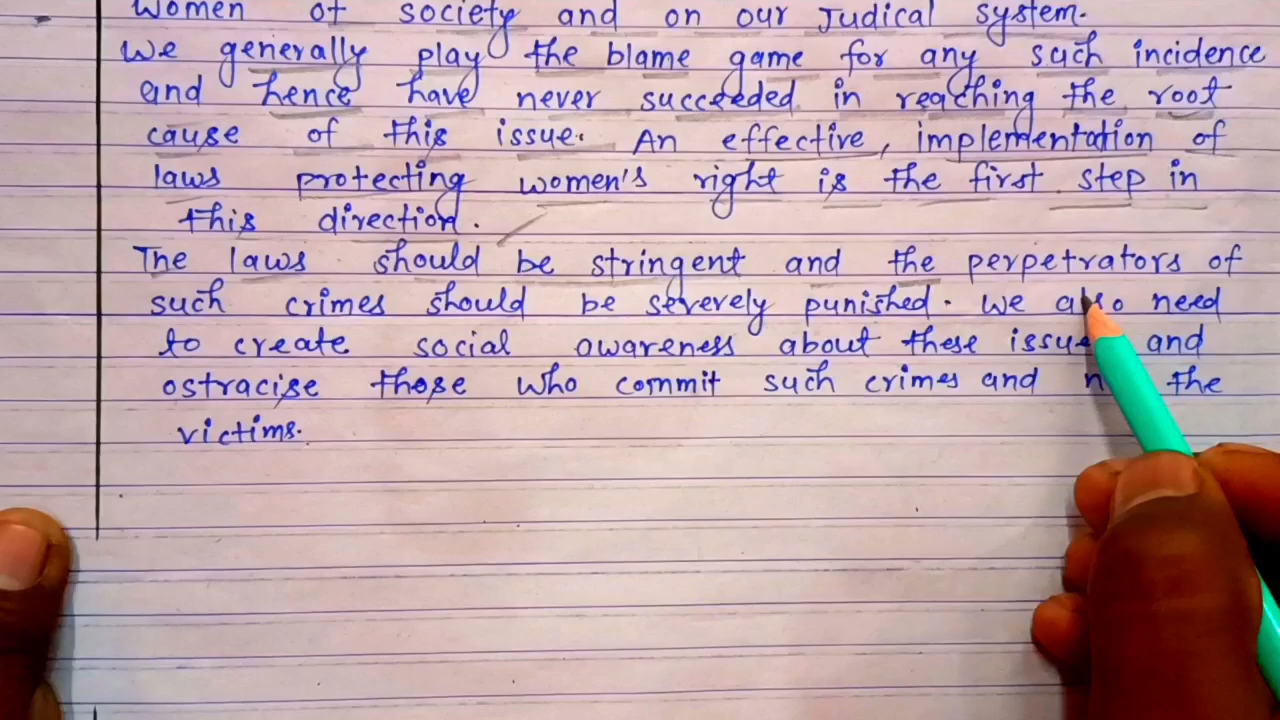 women of society and on our Judical system.
We generally play the blame game for any such incidence
and hence have never succeeded in reaching the root
cause of this issue. An effective, implementation of
laws protecting women's right is the first step in
this direction.
The laws should be stringent and the perpetrators of
such crimes should be severely punished. We also need
to create social awareness about these issue and
ostracise those who commit such crimes and the
victims.